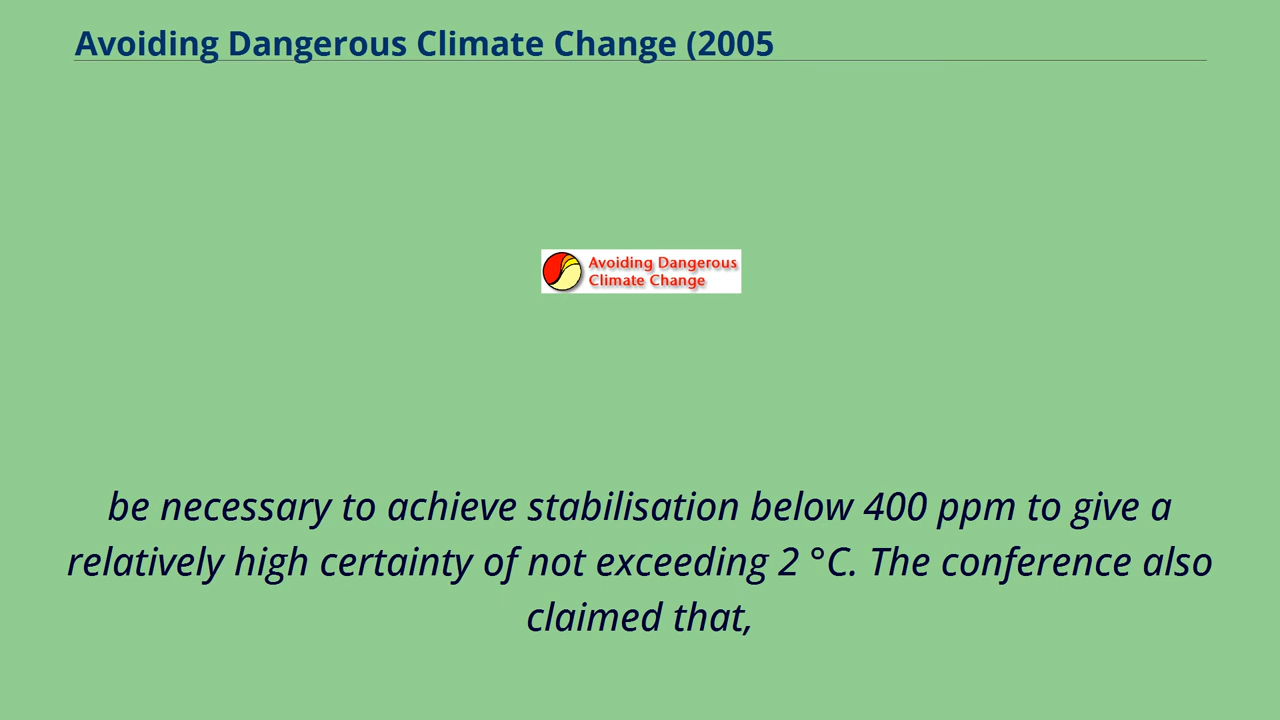 Avoiding Dangerous Climate Change (2005
Avoiding Dangerous
Climate Change
be necessary to achieve stabilisation below 400 ppm to give a
relatively high certainty of not exceeding 2 °C. The conference also
claimed that,